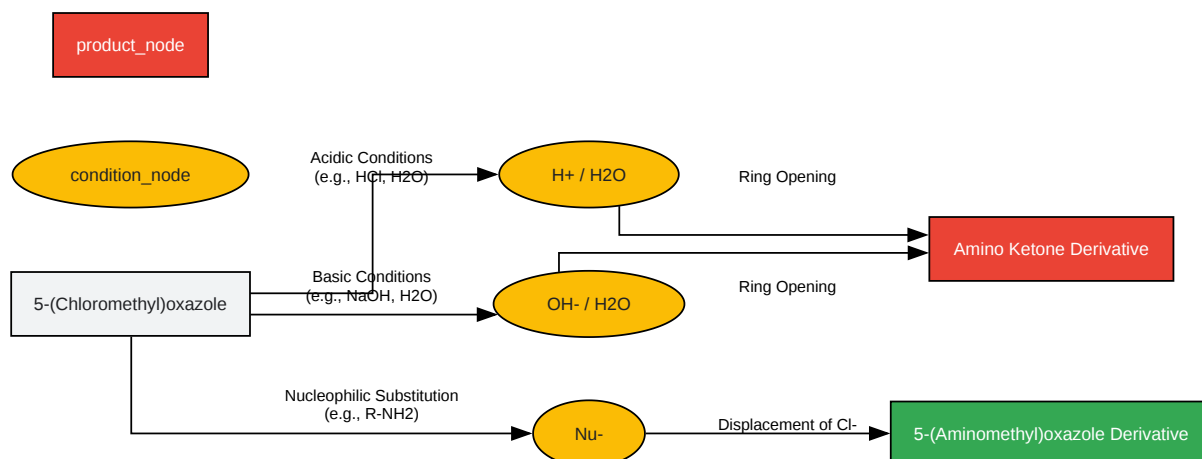 product_node
condition_node
Acidic Conditions
(e.g., HCl, H2O)
H+ / H2O
Ring Opening
Amino Ketone Derivative
5-(Chloromethyl)oxazole
Basic Conditions
(e.g., NaOH, H2O)
OH- / H2O
Ring Opening
Nucleophilic Substitution
(e.g., R-NH2)
Nu-
Displacement of Cl-
5-(Aminomethyl)oxazole Derivative